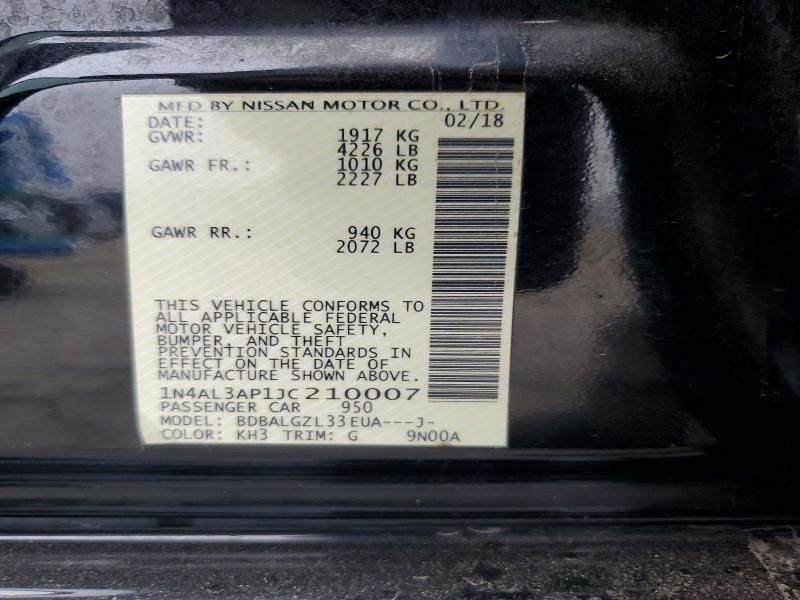 MFD BY NISSAN MOTOR CO., LTD.
DATE: 02/18
GVWR: 1917 KG
4226 LB
GAWR FR.: 1010 KG
2227 LB
GAWR RR.: 940 KG
2072 LB
THIS VEHICLE CONFORMS TO
ALL APPLICABLE FEDERAL
MOTOR VEHICLE SAFETY,
BUMPER, AND THEFT
PREVENTION STANDARDS IN
EFFECT ON THE DATE OF
MANUFACTURE SHOWN ABOVE.
1N4AL3AP1JC210007
PASSENGER CAR 950
MODEL: BDBALGZL33EUA---J-
COLOR: KH3 TRIM: G 9N00A